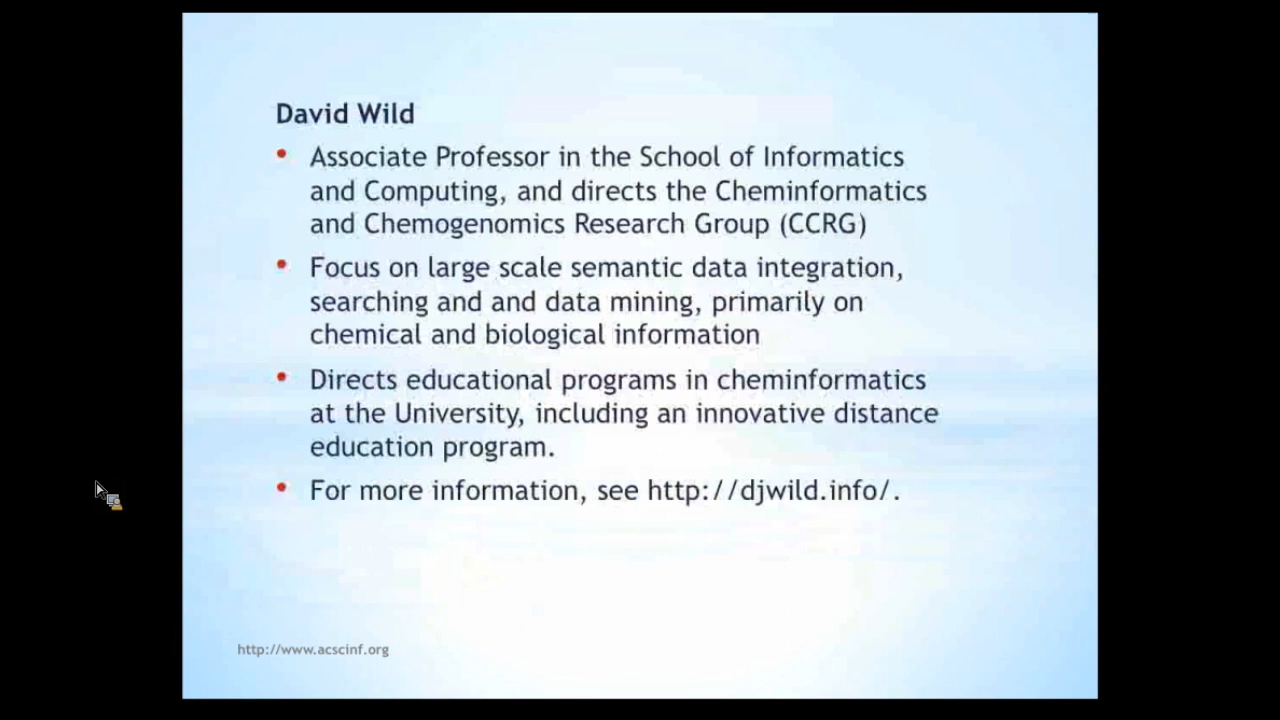 David Wild
• Associate Professor in the School of Informatics
and Computing, and directs the Cheminformatics
and Chemogenomics Research Group (CCRG)
• Focus on large scale semantic data integration,
searching and and data mining, primarily on
chemical and biological information
• Directs educational programs in cheminformatics
at the University, including an innovative distance
education program.
• For more information, see http://djwild.info/.
http://www.acscinf.org